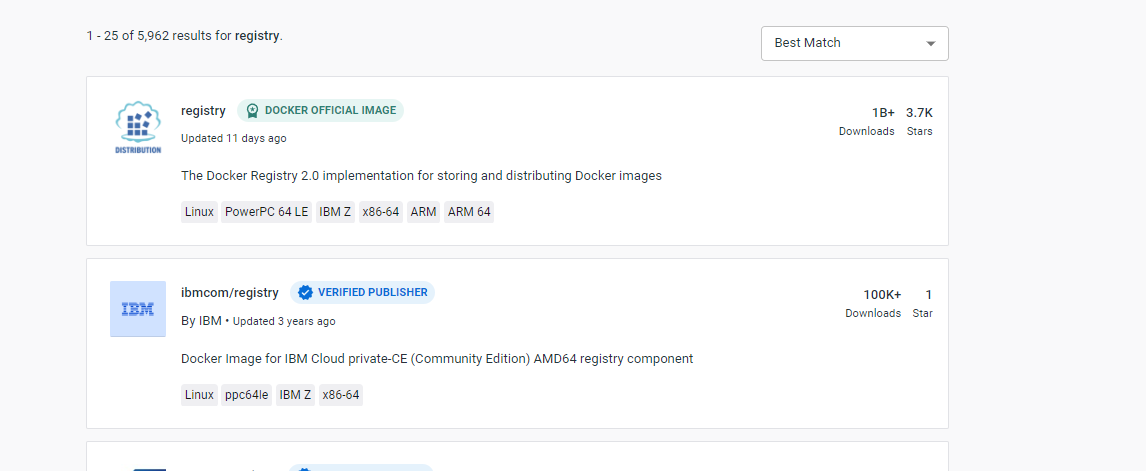 1 - 25 of 5,962 results for registry.
Best Match
registry DOCKER OFFICIAL IMAGE
1B+ 3.7K
Updated 11 days ago
Downloads Stars
DISTRIBUTION
The Docker Registry 2.0 implementation for storing and distributing Docker images
Linux PowerPC 64 LE IBM Z x86-64 ARM ARM 64
IBM
ibmcom/registry VERIFIED PUBLISHER
100K+ 1
By IBM • Updated 3 years ago
Downloads Star
Docker Image for IBM Cloud private-CE (Community Edition) AMD64 registry component
Linux ppc64le IBM Z x86-64